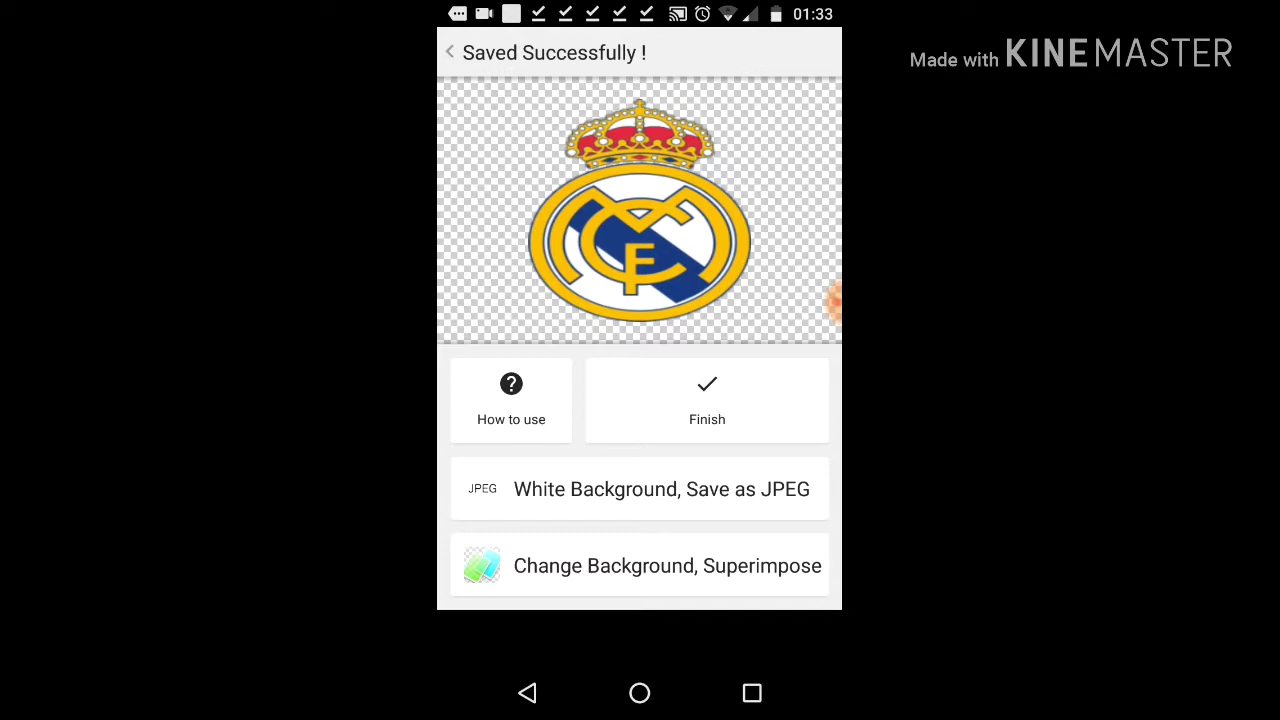 01:33
Saved Successfully !
Made with KINEMASTER
MCF
?
How to use
Finish
JPEG
White Background, Save as JPEG
Change Background, Superimpose